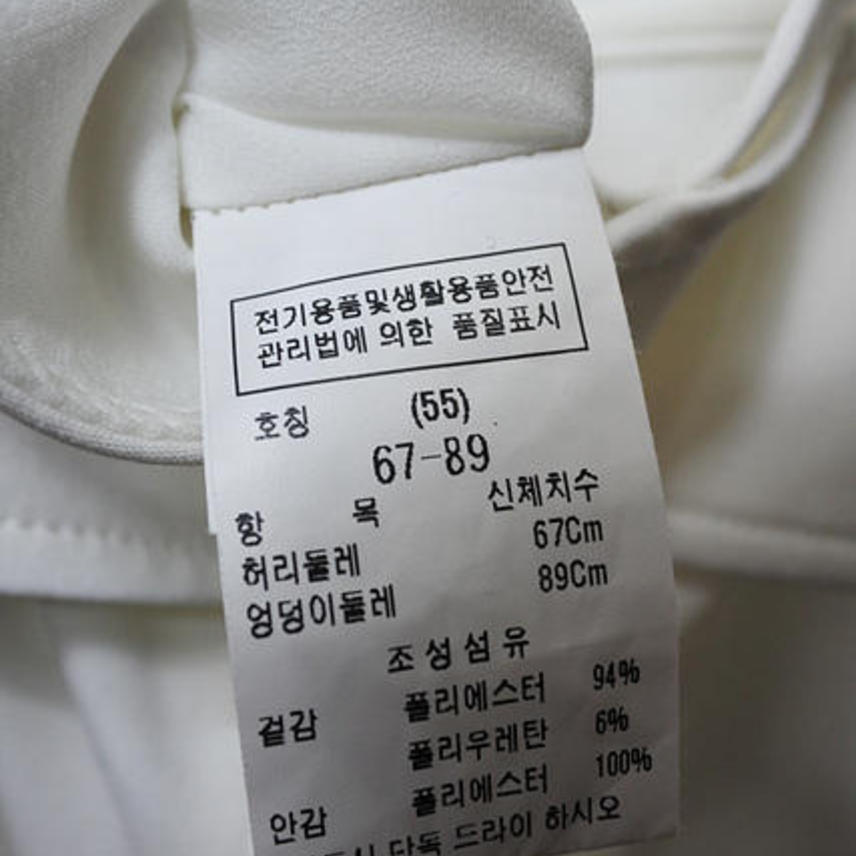 전기용품및생활용품안전
관리법에 의한 품질표시
호칭 (55)
67-89
항 목 신체치수
허리둘레 67Cm
엉덩이둘레 89Cm
조성섬유
겉감 폴리에스터 94%
폴리우레탄 6%
안감 폴리에스터 100%
단독 드라이 하시오